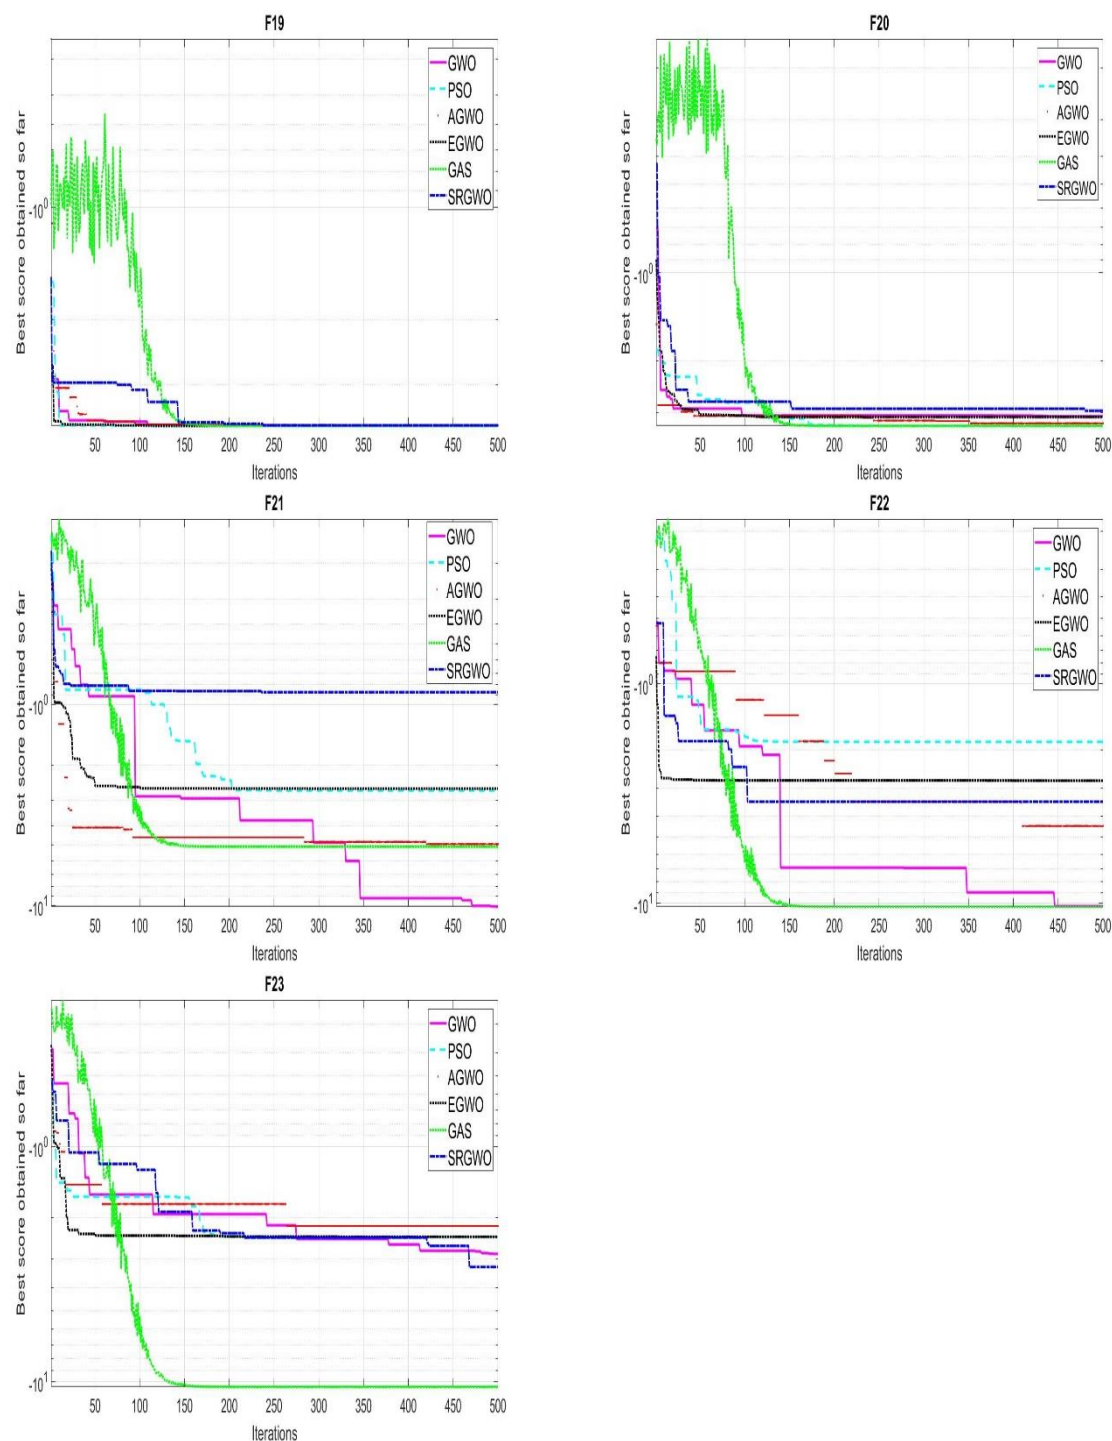 F19
Best score obtained so far
-10^0
GWO
PSO
AGWO
EGWO
GAS
SRGWO
50 100 150 200 250 300 350 400 450 500
Iterations
F20
Best score obtained so far
-10^0
GWO
PSO
AGWO
EGWO
GAS
SRGWO
50 100 150 200 250 300 350 400 450 500
Iterations
F21
Best score obtained so far
-10^0
-10^1
GWO
PSO
AGWO
EGWO
GAS
SRGWO
50 100 150 200 250 300 350 400 450 500
Iterations
F22
Best score obtained so far
-10^0
-10^1
GWO
PSO
AGWO
EGWO
GAS
SRGWO
50 100 150 200 250 300 350 400 450 500
Iterations
F23
Best score obtained so far
-10^0
-10^1
GWO
PSO
AGWO
EGWO
GAS
SRGWO
50 100 150 200 250 300 350 400 450 500
Iterations